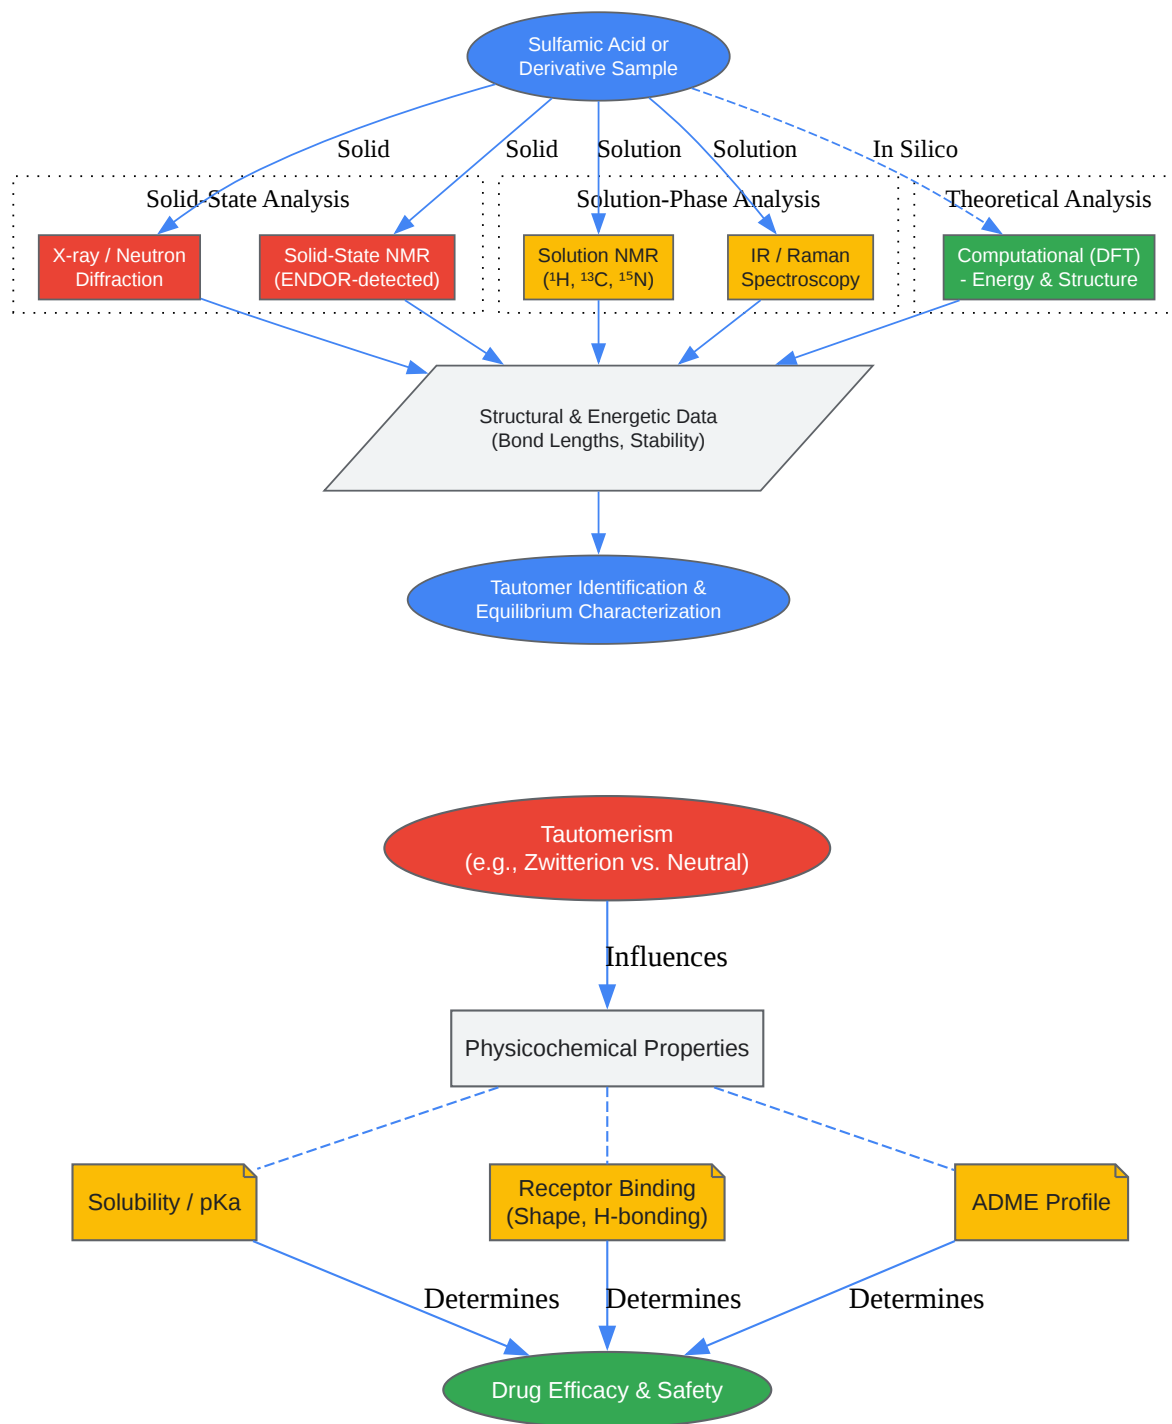 Sulfamic Acid or
Derivative Sample
Solid
Solid
Solution
Solution
In Silico
Solid-State Analysis
Solution-Phase Analysis
Theoretical Analysis
X-ray / Neutron
Diffraction
Solid-State NMR
(ENDOR-detected)
Solution NMR
(¹H, ¹³C, ¹⁵N)
IR / Raman
Spectroscopy
Computational (DFT)
- Energy & Structure
Structural & Energetic Data
(Bond Lengths, Stability)
Tautomer Identification &
Equilibrium Characterization
Tautomerism
(e.g., Zwitterion vs. Neutral)
Influences
Physicochemical Properties
Solubility / pKa
Receptor Binding
(Shape, H-bonding)
ADME Profile
Determines
Determines
Determines
Drug Efficacy & Safety